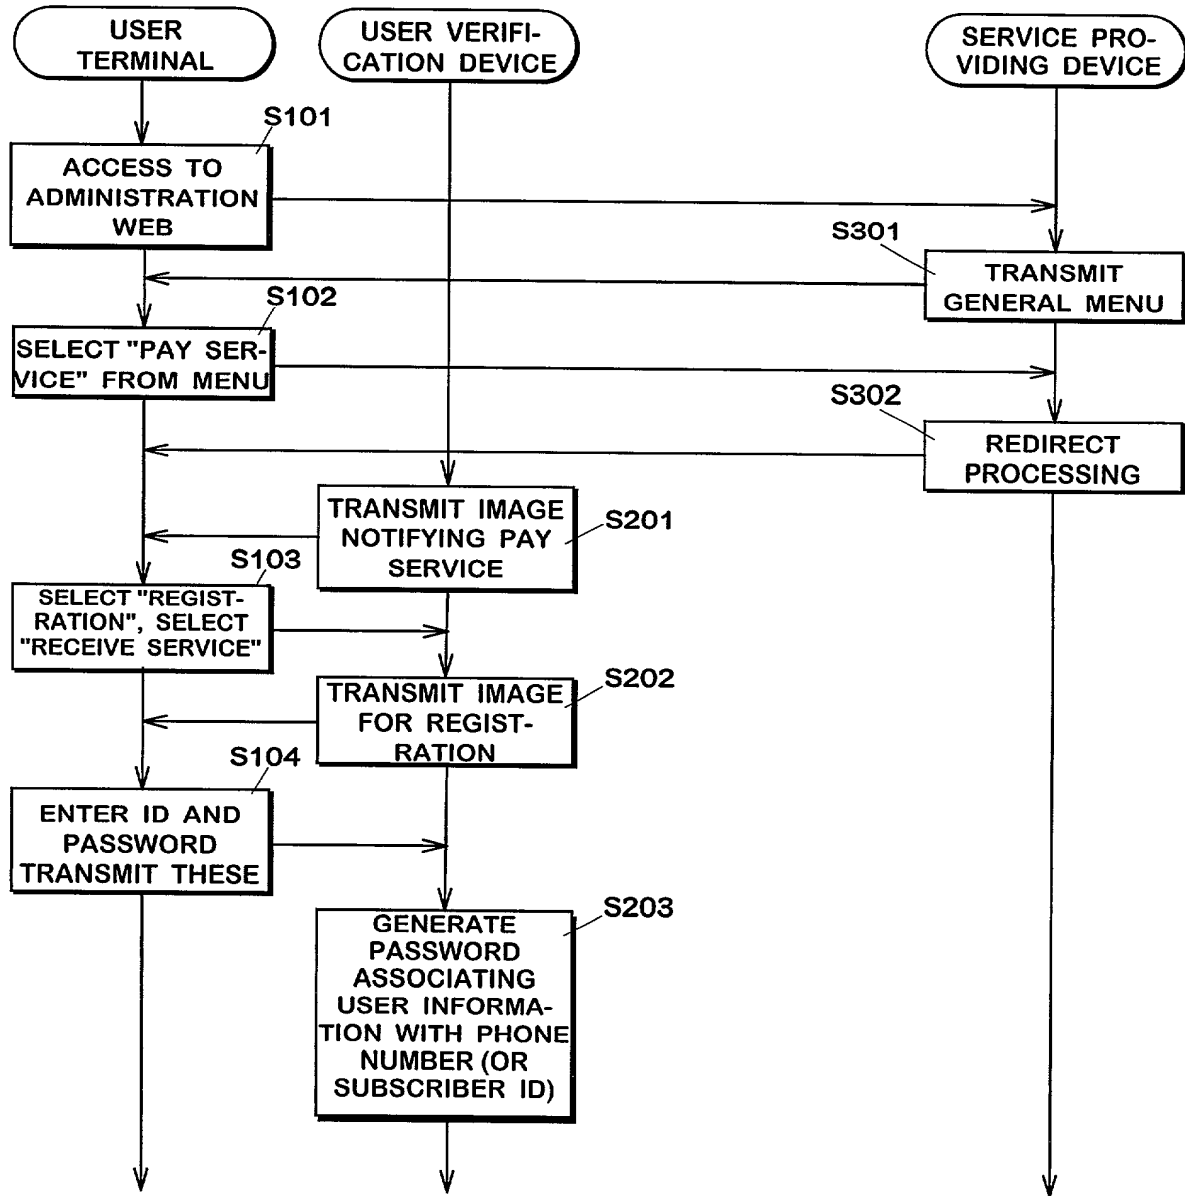 USER
TERMINAL
USER VERIFI-
CATION DEVICE
SERVICE PRO-
VIDING DEVICE
S101
ACCESS TO
ADMINISTRATION
WEB
S301
TRANSMIT
GENERAL MENU
S102
SELECT "PAY SER-
VICE" FROM MENU
S302
REDIRECT
PROCESSING
TRANSMIT IMAGE
NOTIFYING PAY
SERVICE
S201
S103
SELECT "REGIST-
RATION", SELECT
"RECEIVE SERVICE"
TRANSMIT IMAGE
FOR REGIST-
RATION
S202
S104
ENTER ID AND
PASSWORD
TRANSMIT THESE
S203
GENERATE
PASSWORD
ASSOCIATING
USER INFORMA-
TION WITH PHONE
NUMBER (OR
SUBSCRIBER ID)